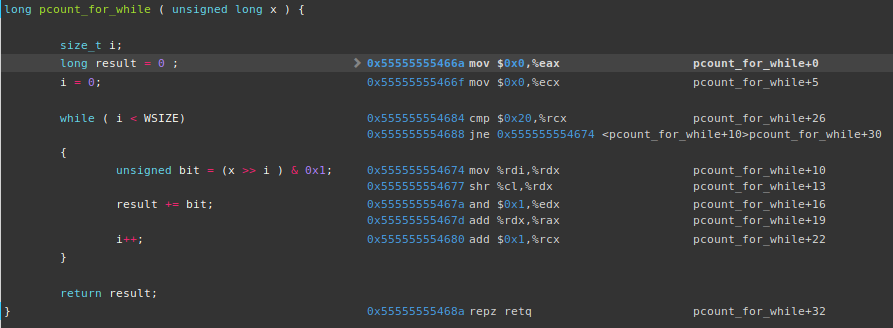 long pcount_for_while ( unsigned long x ) {
size_t i;
long result = 0 ; 0x55555555466a mov $0x0,%eax pcount_for_while+0
i = 0; 0x55555555466f mov $0x0,%ecx pcount_for_while+5
while ( i < WSIZE) 0x555555554684 cmp $0x20,%rcx pcount_for_while+26
0x555555554688 jne 0x555555554674 <pcount_for_while+10>pcount_for_while+30
{
unsigned bit = (x >> i ) & 0x1; 0x555555554674 mov %rdi,%rdx pcount_for_while+10
0x555555554677 shr %cl,%rdx pcount_for_while+13
result += bit; 0x55555555467a and $0x1,%edx pcount_for_while+16
0x55555555467d add %rdx,%rax pcount_for_while+19
i++; 0x555555554680 add $0x1,%rcx pcount_for_while+22
}
return result;
} 0x55555555468a repz retq pcount_for_while+32